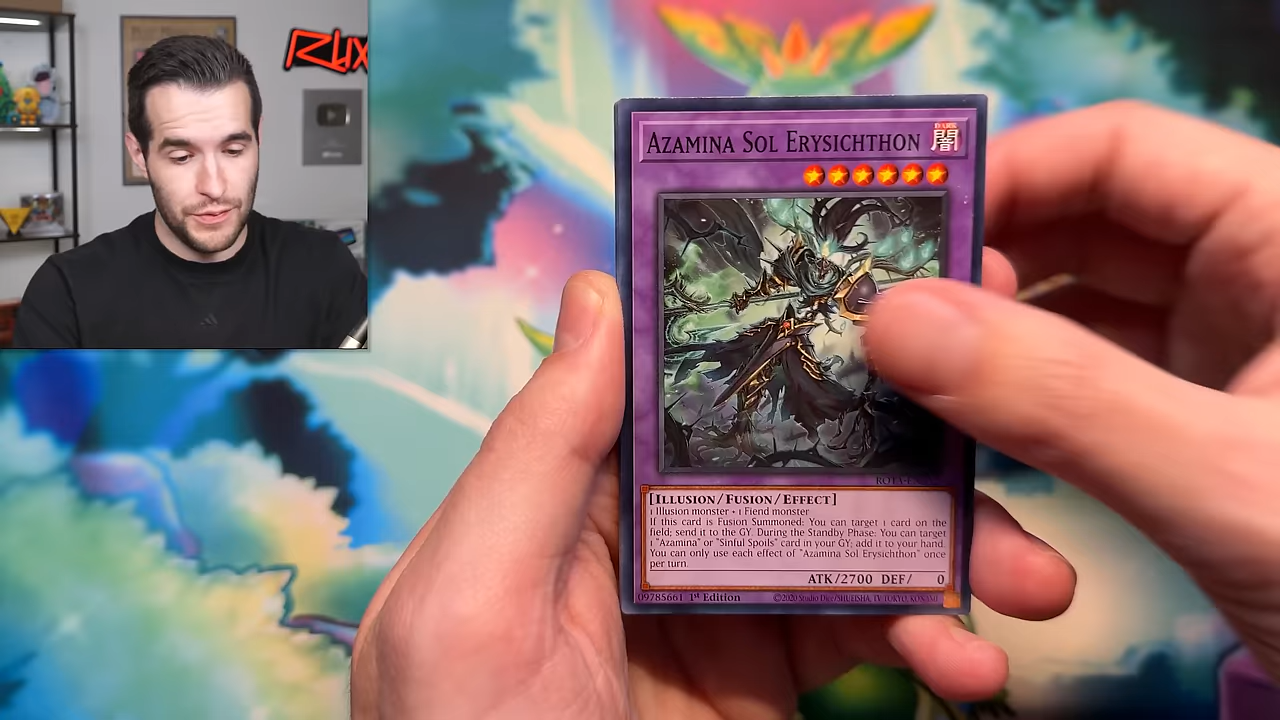 RUX
AZAMINA SOL ERYSICHTHON
DARK
闇
[ILLUSION/FUSION/EFFECT]
1 Illusion monster + 1 Fiend monster
If this card is Fusion Summoned: You can target 1 card on the
field; send it to the GY. During the Standby Phase: You can target
1 "Azamina" or "Sinful Spoils" card in your GY; add it to your hand.
You can only use each effect of "Azamina Sol Erysichthon" once
per turn.
ATK/2700 DEF/ 0
09785661 1st Edition ©2020 Studio Dice/SHUEISHA, TV TOKYO, KONAMI